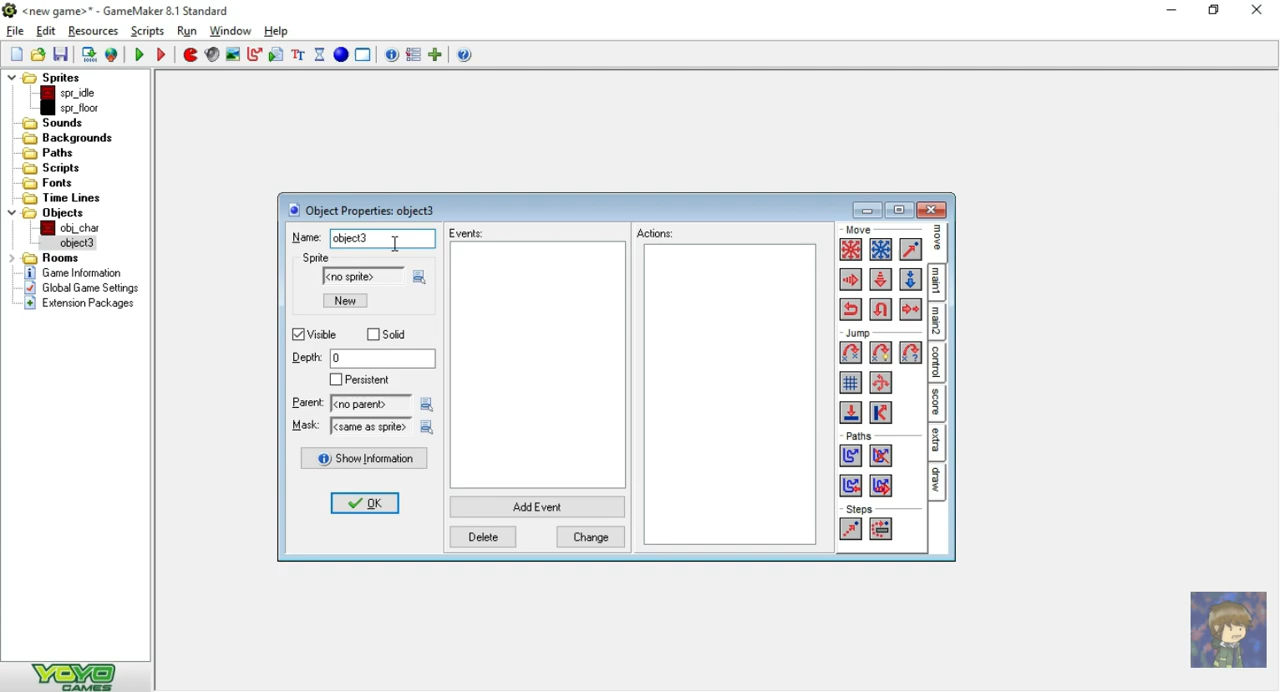 <new game>* - GameMaker 8.1 Standard
File Edit Resources Scripts Run Window Help
Sprites
spr_idle
spr_floor
Sounds
Backgrounds
Paths
Scripts
Fonts
Time Lines
Objects
obj_char
object3
Rooms
Game Information
Global Game Settings
Extension Packages
Object Properties: object3
Name: object3
Sprite
<no sprite>
New
Visible Solid
Depth: 0
Persistent
Parent: <no parent>
Mask: <same as sprite>
Show Information
OK
Events:
Add Event
Delete Change
Actions:
Move
Jump
Paths
Steps
move
main1
main2
control
score
extra
draw
YOYO
GAMES